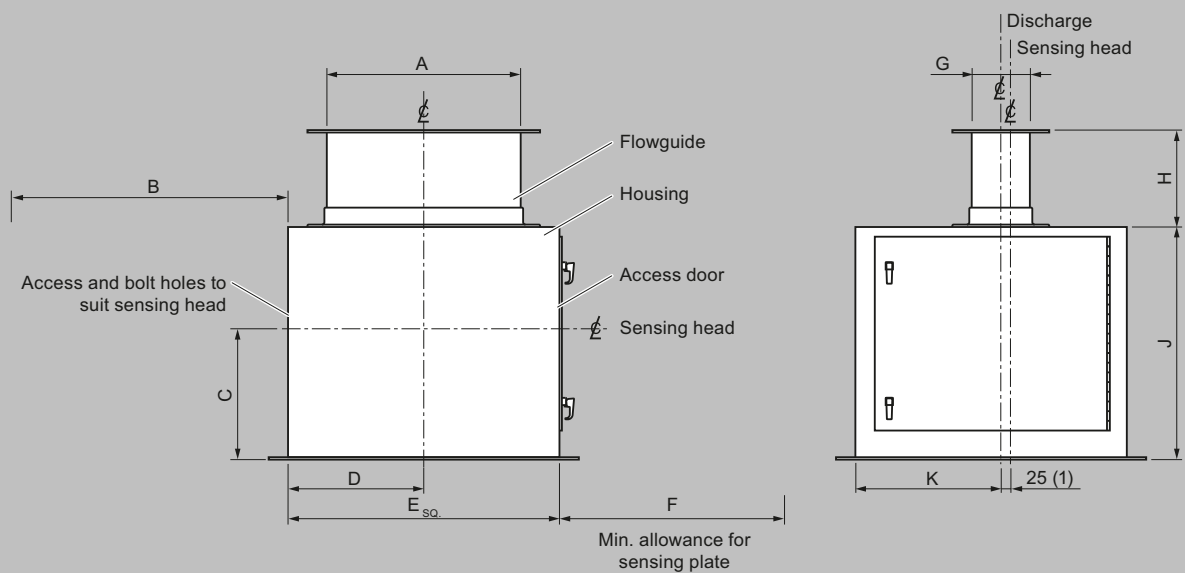 Discharge
Sensing head
A
G
℄
℄
℄
Flowguide
H
B
Housing
Access door
Access and bolt holes to
suit sensing head
℄ Sensing head
C
J
D
K
25 (1)
E SQ.
F
Min. allowance for
sensing plate